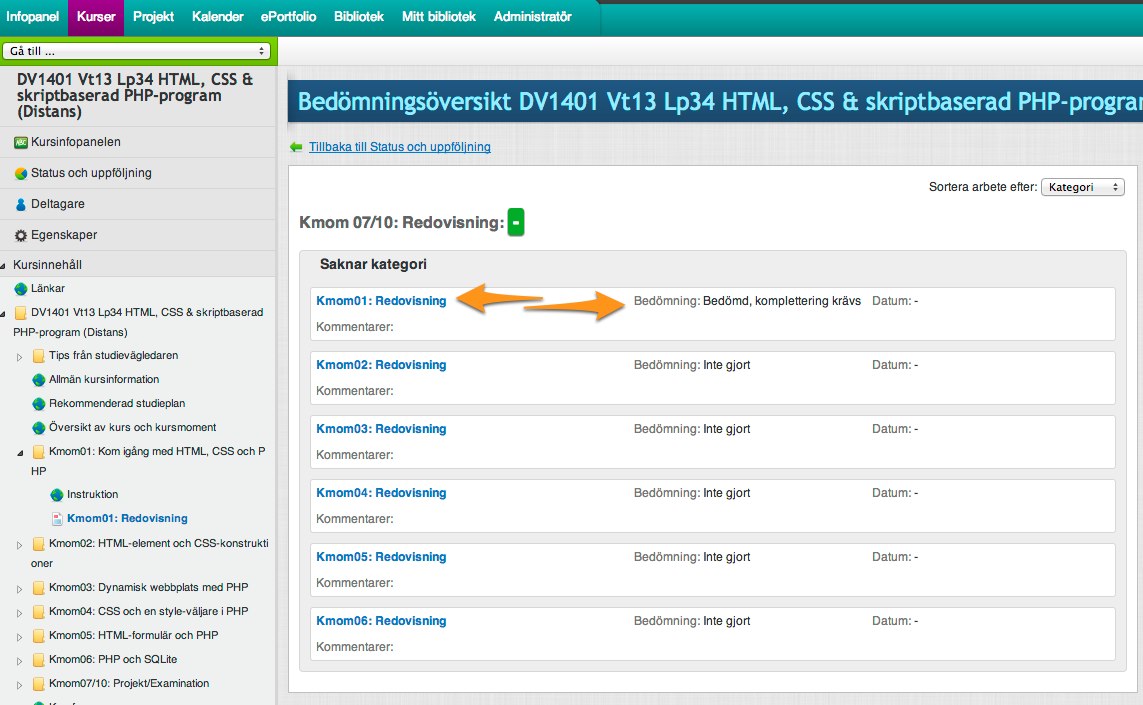 Infopanel Kurser Projekt Kalender ePortfolio Bibliotek Mitt bibliotek Administratör
Gå till ...
DV1401 Vt13 Lp34 HTML, CSS &
skriptbaserad PHP-program
(Distans)
ABC Kursinfopanelen
Status och uppföljning
Deltagare
Egenskaper
Kursinnehåll
Länkar
DV1401 Vt13 Lp34 HTML, CSS & skriptbaserad
PHP-program (Distans)
Tips från studievägledaren
Allmän kursinformation
Rekommenderad studieplan
Översikt av kurs och kursmoment
Kmom01: Kom igång med HTML, CSS och P
HP
Instruktion
Kmom01: Redovisning
Kmom02: HTML-element och CSS-konstrukti
oner
Kmom03: Dynamisk webbplats med PHP
Kmom04: CSS och en style-väljare i PHP
Kmom05: HTML-formulär och PHP
Kmom06: PHP och SQLite
Kmom07/10: Projekt/Examination
Bedömningsöversikt DV1401 Vt13 Lp34 HTML, CSS & skriptbaserad PHP-program
Tillbaka till Status och uppföljning
Sortera arbete efter: Kategori
Kmom 07/10: Redovisning: -
Saknar kategori
Kmom01: Redovisning Bedömning: Bedömd, komplettering krävs Datum: -
Kommentarer:
Kmom02: Redovisning Bedömning: Inte gjort Datum: -
Kommentarer:
Kmom03: Redovisning Bedömning: Inte gjort Datum: -
Kommentarer:
Kmom04: Redovisning Bedömning: Inte gjort Datum: -
Kommentarer:
Kmom05: Redovisning Bedömning: Inte gjort Datum: -
Kommentarer:
Kmom06: Redovisning Bedömning: Inte gjort Datum: -
Kommentarer: